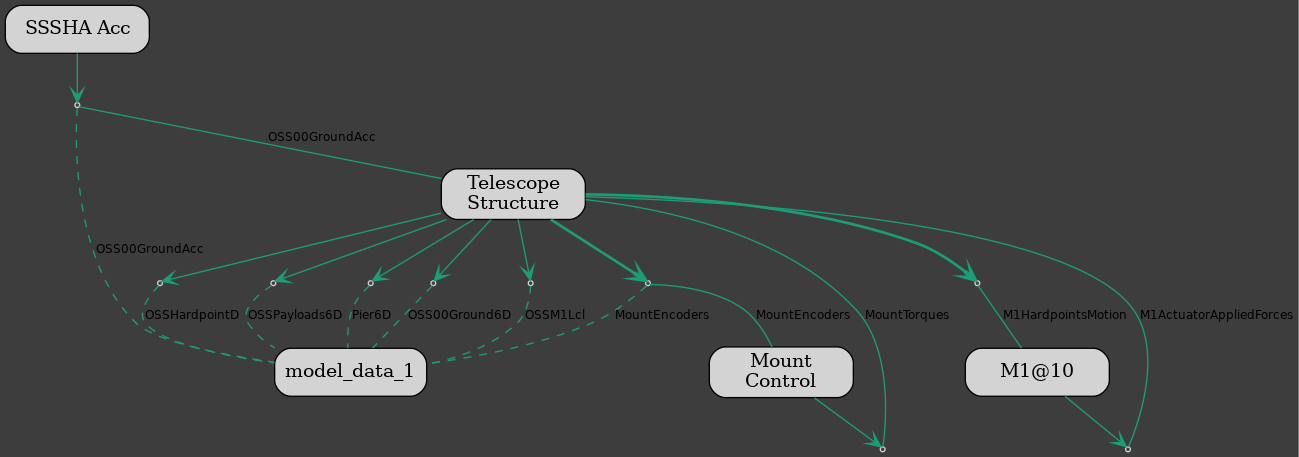 SSSHA Acc
OSS00GroundAcc
Telescope
Structure
OSS00GroundAcc
OSSHardpointD
OSSPayloads6D
Pier6D
OSS00Ground6D
OSSM1Lcl
MountEncoders
MountEncoders
MountTorques
M1HardpointsMotion
M1ActuatorAppliedForces
model_data_1
Mount
Control
M1@10